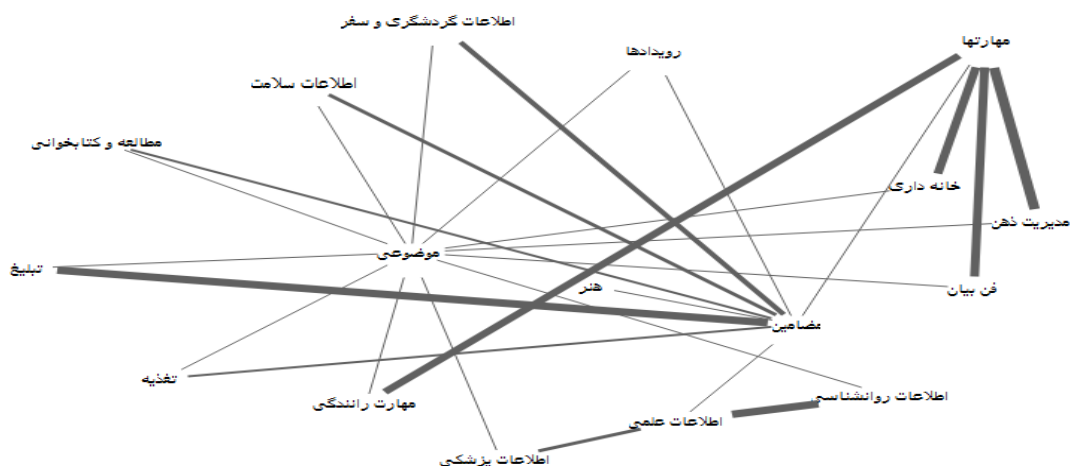 اطلاعات گردشگری و سفر
مهارتها
رویدادها
اطلاعات سلامت
مطالعه و کتابخوانی
خانه داری
مدیریت ذهن
موضوعی
تبلیغ
هنر
فن بیان
مضامین
تغذیه
اطلاعات روانشناسی
مهارت رانندگی
اطلاعات علمی
اطلاعات پزشکی